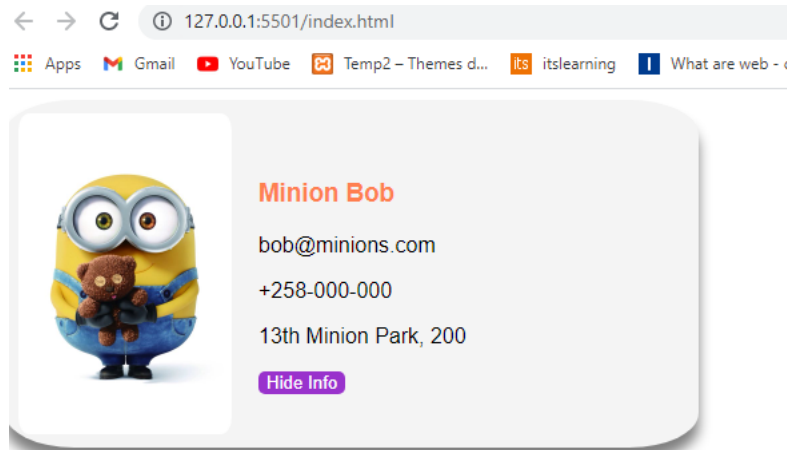 127.0.0.1:5501/index.html
Apps Gmail YouTube Temp2 – Themes d... its itslearning What are web -
Minion Bob
bob@minions.com
+258-000-000
13th Minion Park, 200
Hide Info